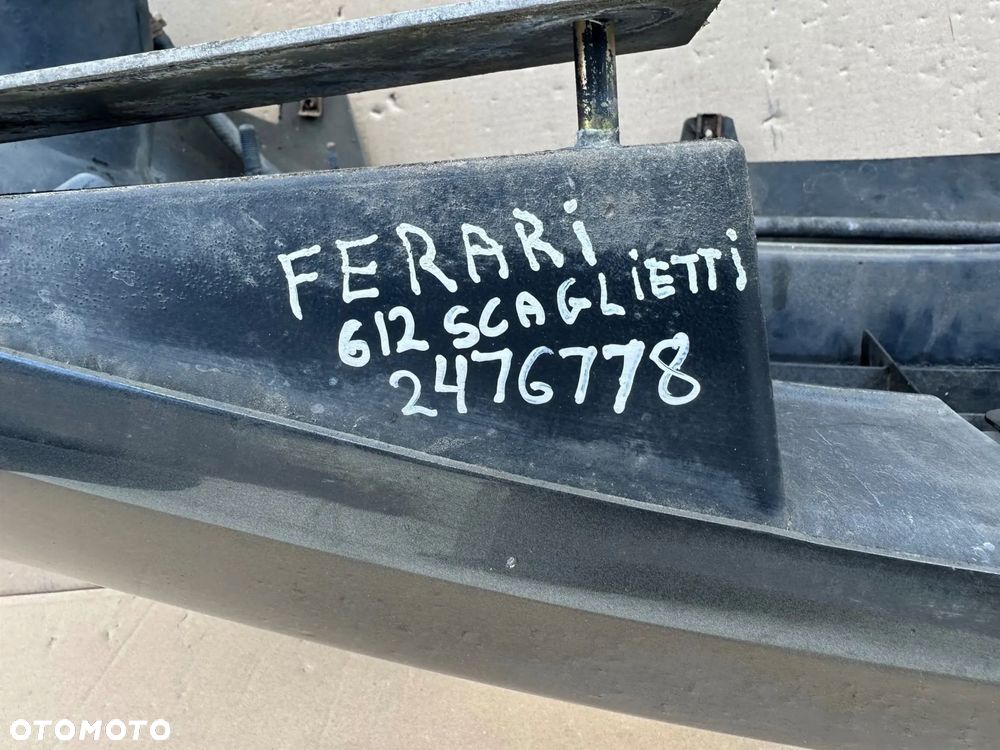 FERARi
612 SCAGLiETTi
2476778
OTOMOTO